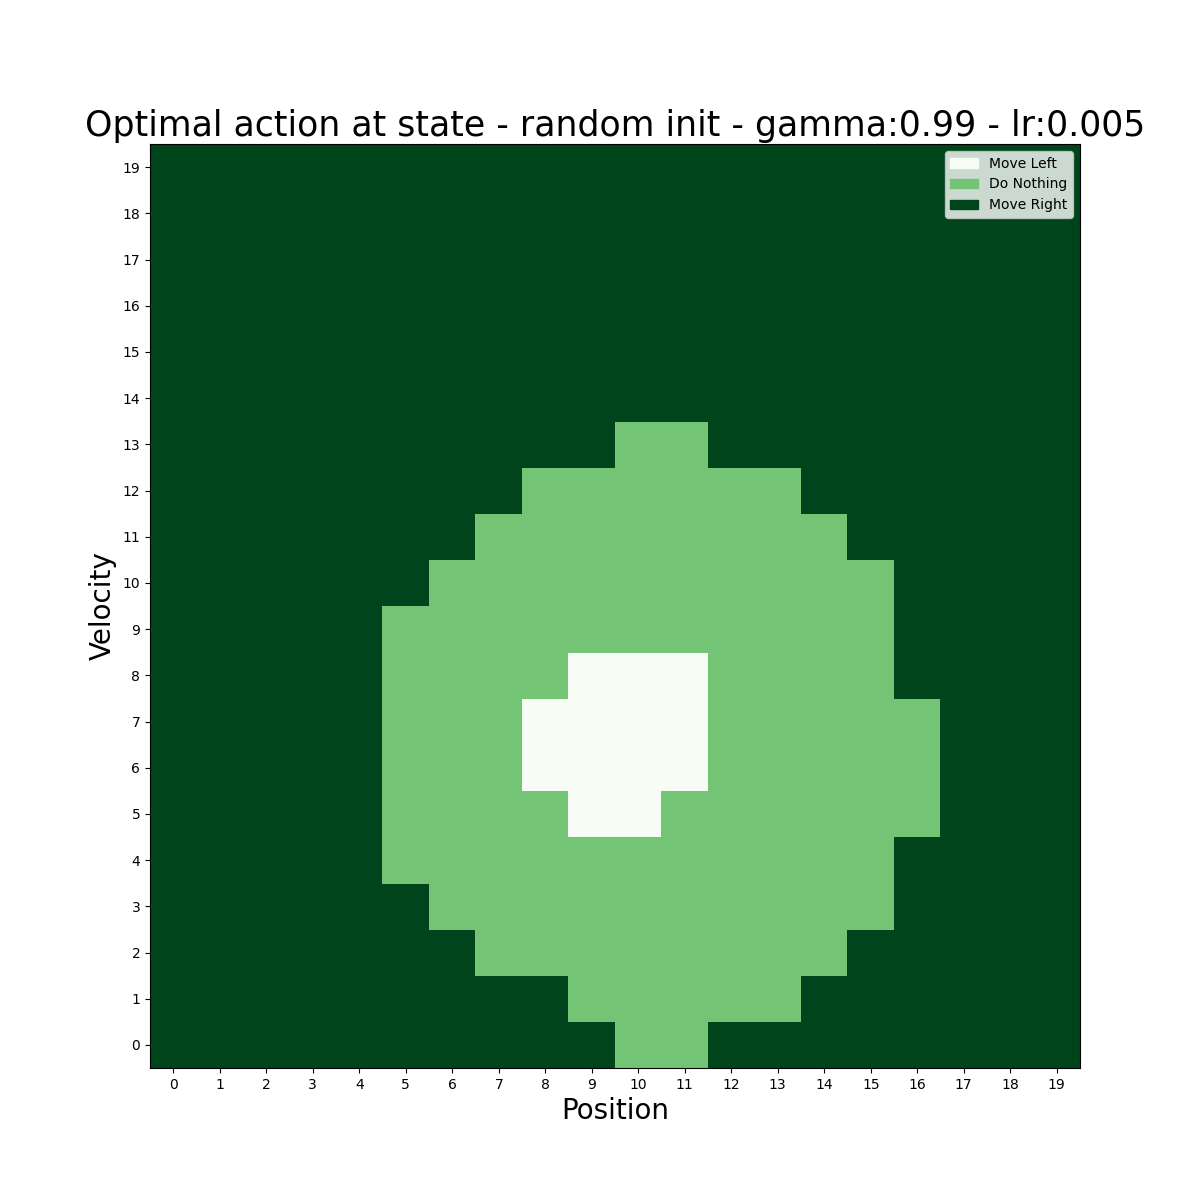 Optimal action at state - random init - gamma:0.99 - lr:0.005
Move Left
Do Nothing
Move Right
19
18
17
16
15
14
13
12
11
10
9
8
7
6
5
4
3
2
1
0
Velocity
0 1 2 3 4 5 6 7 8 9 10 11 12 13 14 15 16 17 18 19
Position